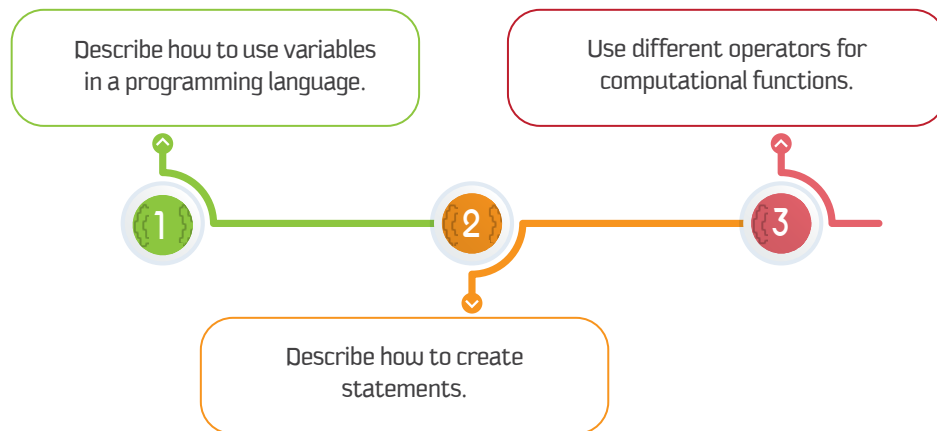 Describe how to use variables
in a programming language.
Use different operators for
computational functions.
1
2
3
Describe how to create
statements.